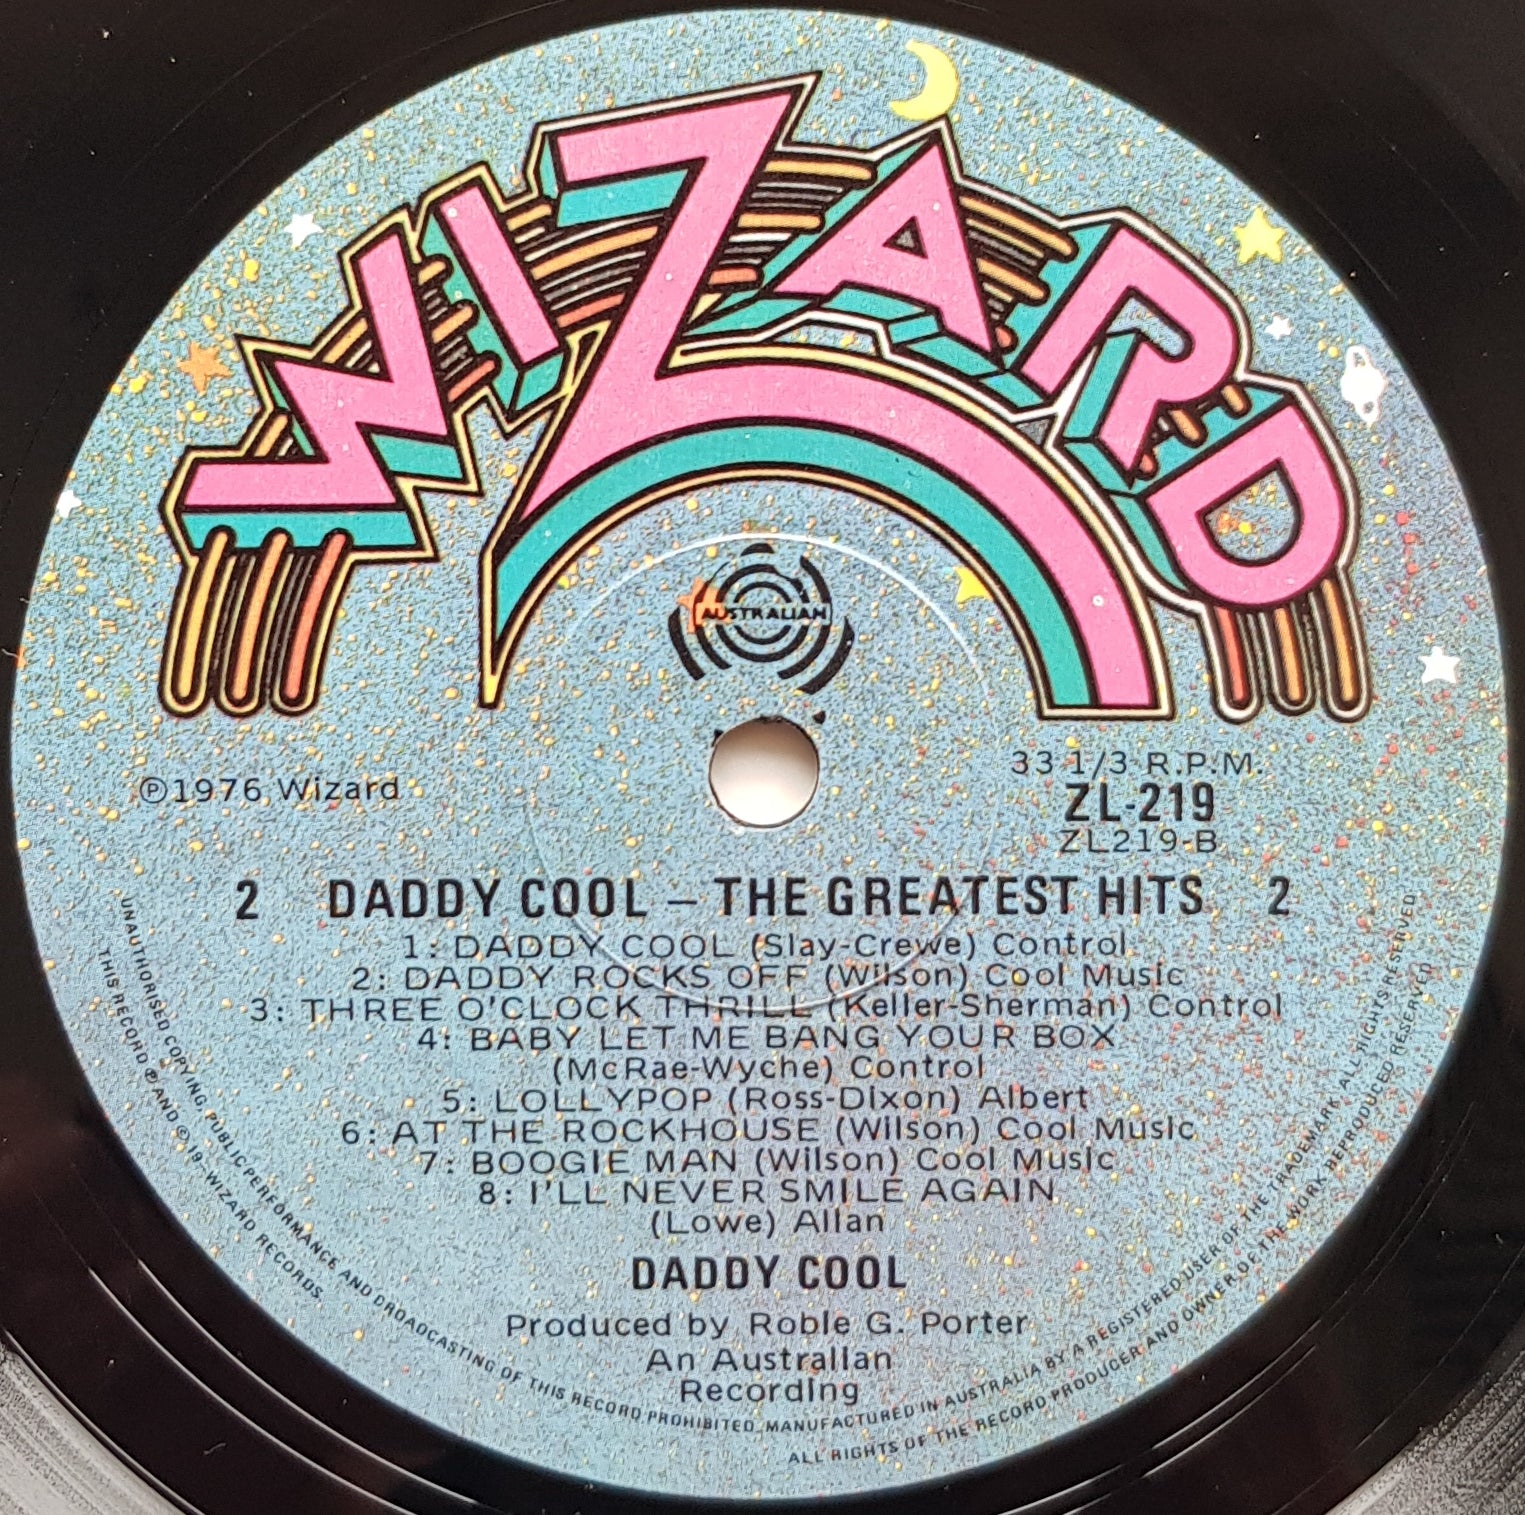 WIZARD
AUSTRALIAN
℗1976 Wizard
33 1/3 R.P.M.
ZL-219
ZL219-B
2 DADDY COOL – THE GREATEST HITS 2
1: DADDY COOL (Slay-Crewe) Control
2: DADDY ROCKS OFF (Wilson) Cool Music
3: THREE O'CLOCK THRILL (Keller-Sherman) Control
4: BABY LET ME BANG YOUR BOX
(McRae-Wyche) Control
5: LOLLYPOP (Ross-Dixon) Albert
6: AT THE ROCKHOUSE (Wilson) Cool Music
7: BOOGIE MAN (Wilson) Cool Music
8: I'LL NEVER SMILE AGAIN
(Lowe) Allan
DADDY COOL
Produced by Robie G. Porter
An Australian
Recording
UNAUTHORISED COPYING, PUBLIC PERFORMANCE AND BROADCASTING OF THIS RECORD PROHIBITED. MANUFACTURED IN AUSTRALIA BY A REGISTERED USER OF THE TRADEMARK. ALL RIGHTS RESERVED
THIS RECORD ℗ AND © WIZARD RECORDS.
ALL RIGHTS OF THE RECORD PRODUCER AND OWNER OF THE WORK REPRODUCED RESERVED